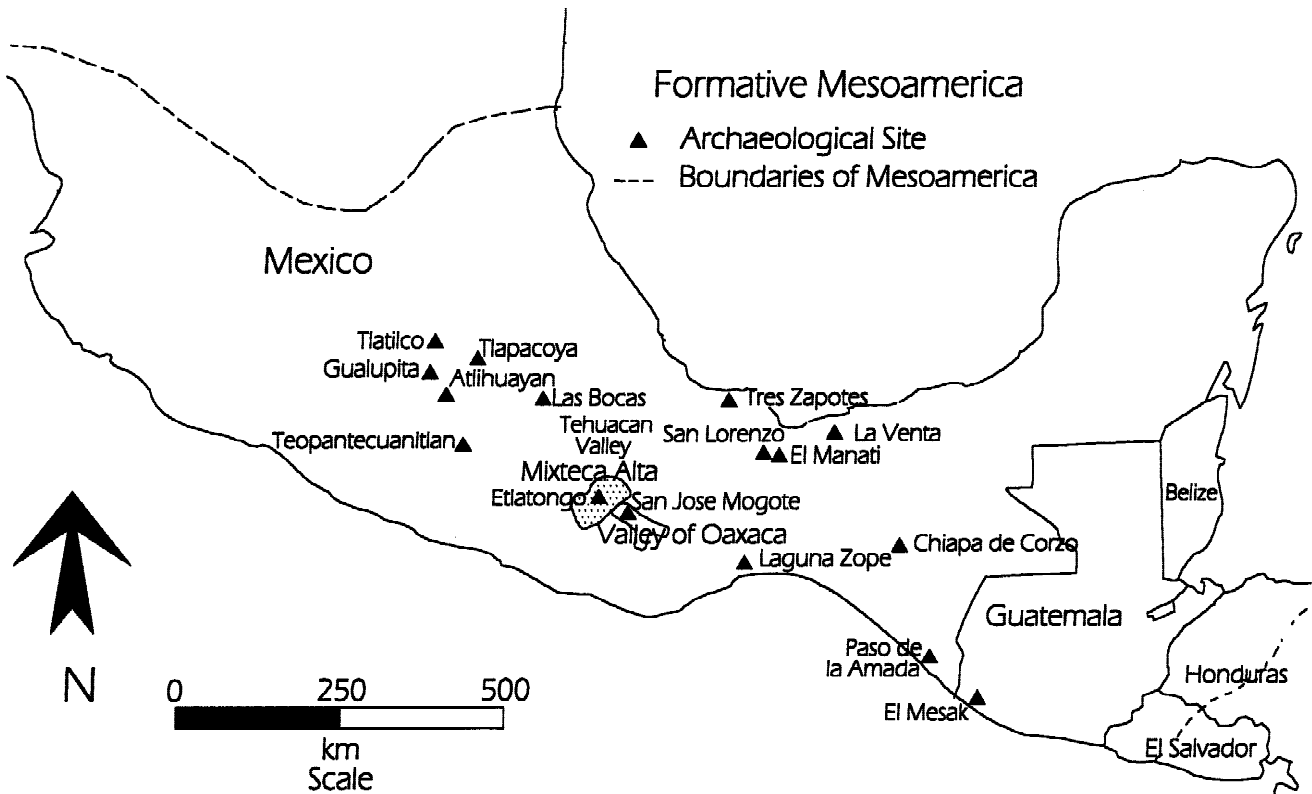 Formative Mesoamerica
Archaeological Site
Boundaries of Mesoamerica
Mexico
Tlatilco
Tlapacoya
Gualupita
Atlihuayan
Las Bocas
Tres Zapotes
Tehuacan
Valley
San Lorenzo
La Venta
Teopantecuanitlan
El Manati
Mixteca Alta
Etlatongo
San Jose Mogote
Belize
Valley of Oaxaca
Chiapa de Corzo
Laguna Zope
Guatemala
Paso de
la Amada
Honduras
El Mesak
El Salvador
N
0 250 500
km
Scale